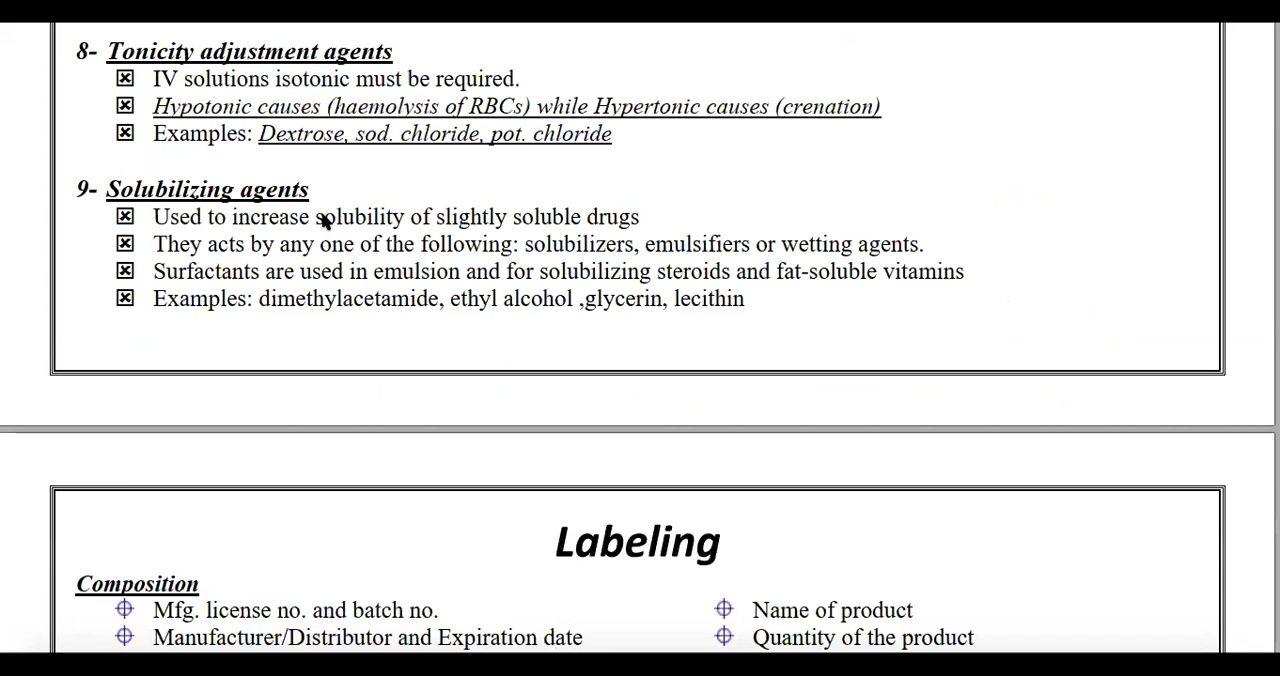 8- Tonicity adjustment agents
IV solutions isotonic must be required.
Hypotonic causes (haemolysis of RBCs) while Hypertonic causes (crenation)
Examples: Dextrose, sod. chloride, pot. chloride
9- Solubilizing agents
Used to increase solubility of slightly soluble drugs
They acts by any one of the following: solubilizers, emulsifiers or wetting agents.
Surfactants are used in emulsion and for solubilizing steroids and fat-soluble vitamins
Examples: dimethylacetamide, ethyl alcohol ,glycerin, lecithin
Labeling
Composition
Mfg. license no. and batch no.
Name of product
Manufacturer/Distributor and Expiration date
Quantity of the product